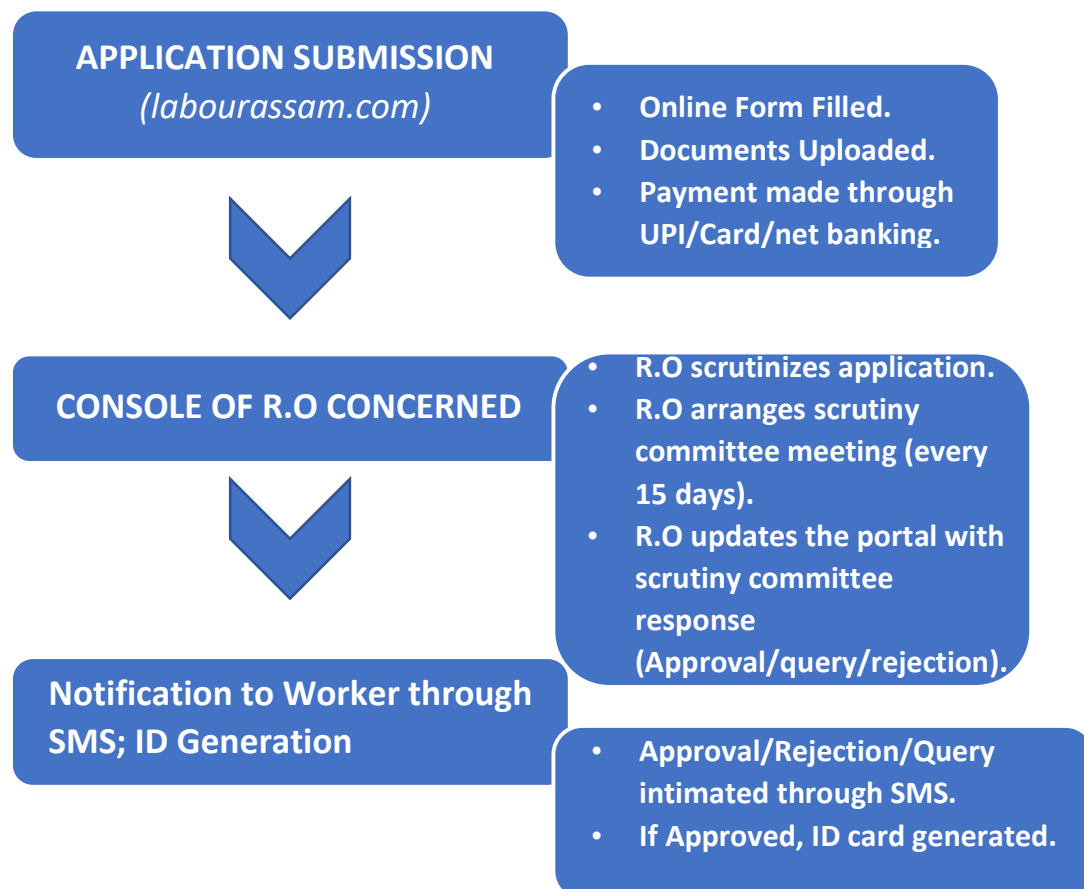 APPLICATION SUBMISSION
(labourassam.com)
• Online Form Filled.
• Documents Uploaded.
• Payment made through
UPI/Card/net banking.
CONSOLE OF R.O CONCERNED
• R.O scrutinizes application.
• R.O arranges scrutiny
committee meeting (every
15 days).
• R.O updates the portal with
scrutiny committee
response
(Approval/query/rejection).
Notification to Worker through
SMS; ID Generation
• Approval/Rejection/Query
intimated through SMS.
• If Approved, ID card generated.